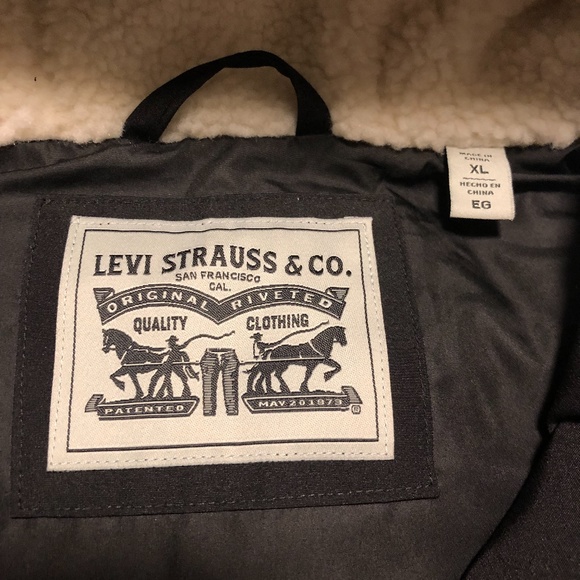 LEVI STRAUSS & CO.
SAN FRANCISCO
CAL.
ORIGINAL RIVETED
QUALITY CLOTHING
PATENTED MAY 20 1873
®
MADE IN
CHINA
XL
HECHO EN
CHINA
EG